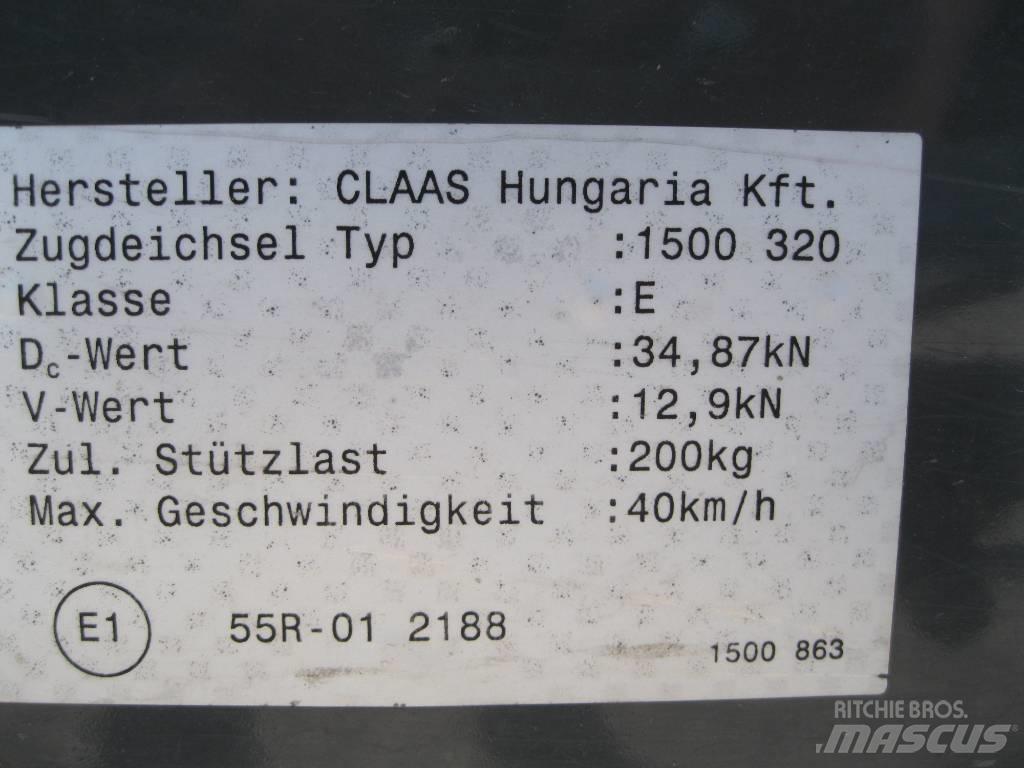 Hersteller: CLAAS Hungaria Kft.
Zugdeichsel Typ :1500 320
Klasse :E
Dc-Wert :34,87kN
V-Wert :12,9kN
Zul. Stützlast :200kg
Max. Geschwindigkeit :40km/h
E1 55R-01 2188
1500 863
RITCHIE BROS.
MASCUS